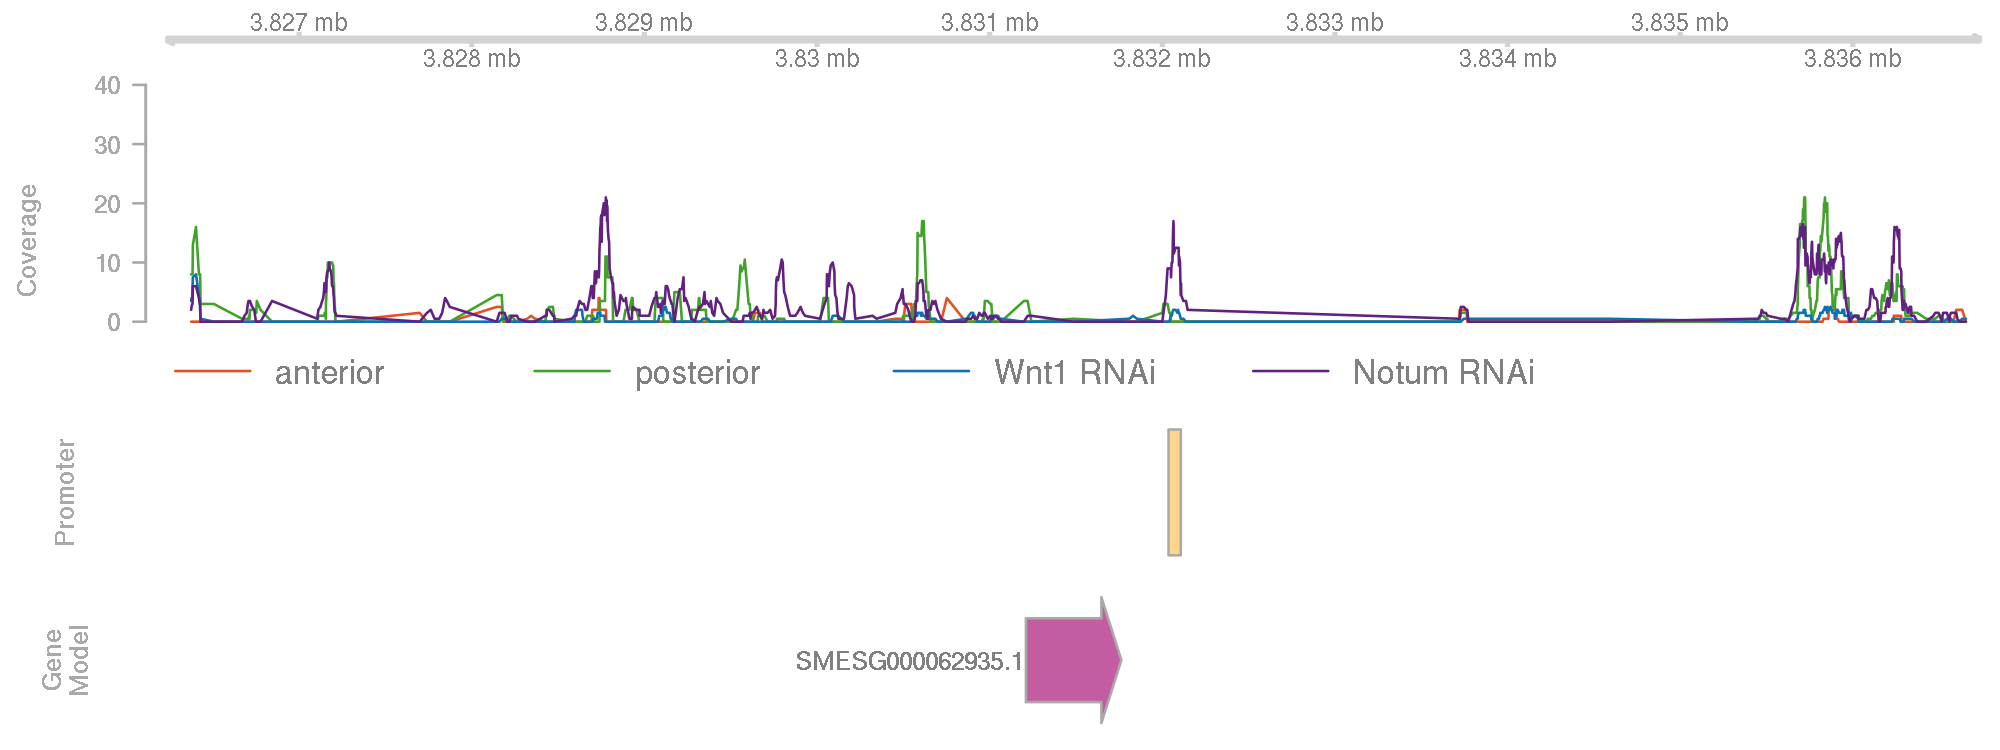 3.827 mb 3.829 mb 3.831 mb 3.833 mb 3.835 mb
3.828 mb 3.83 mb 3.832 mb 3.834 mb 3.836 mb
40
30
20
10
0
Coverage
anterior posterior Wnt1 RNAi Notum RNAi
Promoter
Gene
Model
SMESG000062935.1